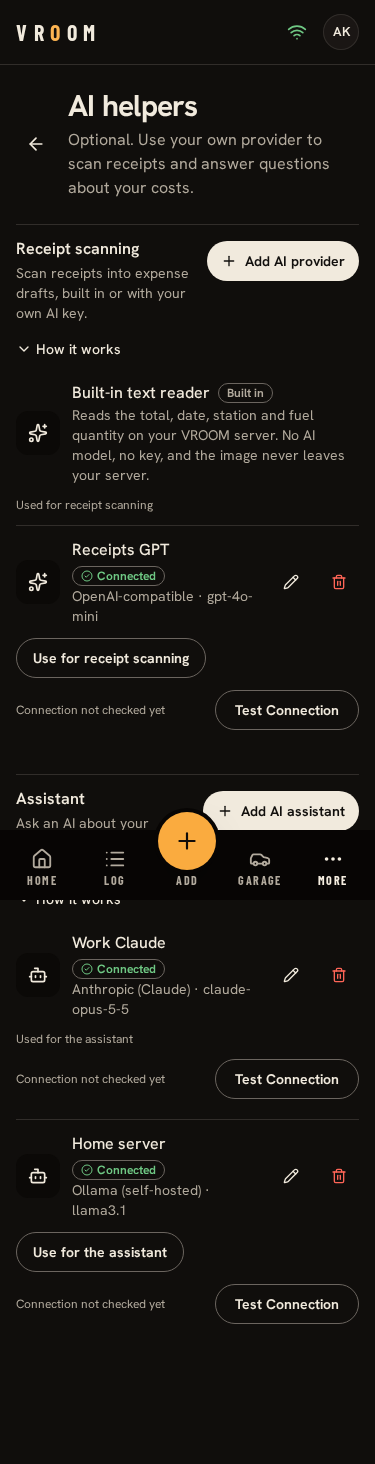 VROOM
AK
AI helpers
Optional. Use your own provider to
scan receipts and answer questions
about your costs.
Receipt scanning
Add AI provider
Scan receipts into expense
drafts, built in or with your
own AI key.
How it works
Built-in text reader
Built in
Reads the total, date, station and fuel
quantity on your VROOM server. No AI
model, no key, and the image never leaves
your server.
Used for receipt scanning
Receipts GPT
Connected
OpenAI-compatible · gpt-4o-
mini
Use for receipt scanning
Connection not checked yet
Test Connection
Assistant
Add AI assistant
Ask an AI about your
HOME
LOG
ADD
GARAGE
MORE
How it works
Work Claude
Connected
Anthropic (Claude) · claude-
opus-5-5
Used for the assistant
Connection not checked yet
Test Connection
Home server
Connected
Ollama (self-hosted) ·
llama3.1
Use for the assistant
Connection not checked yet
Test Connection